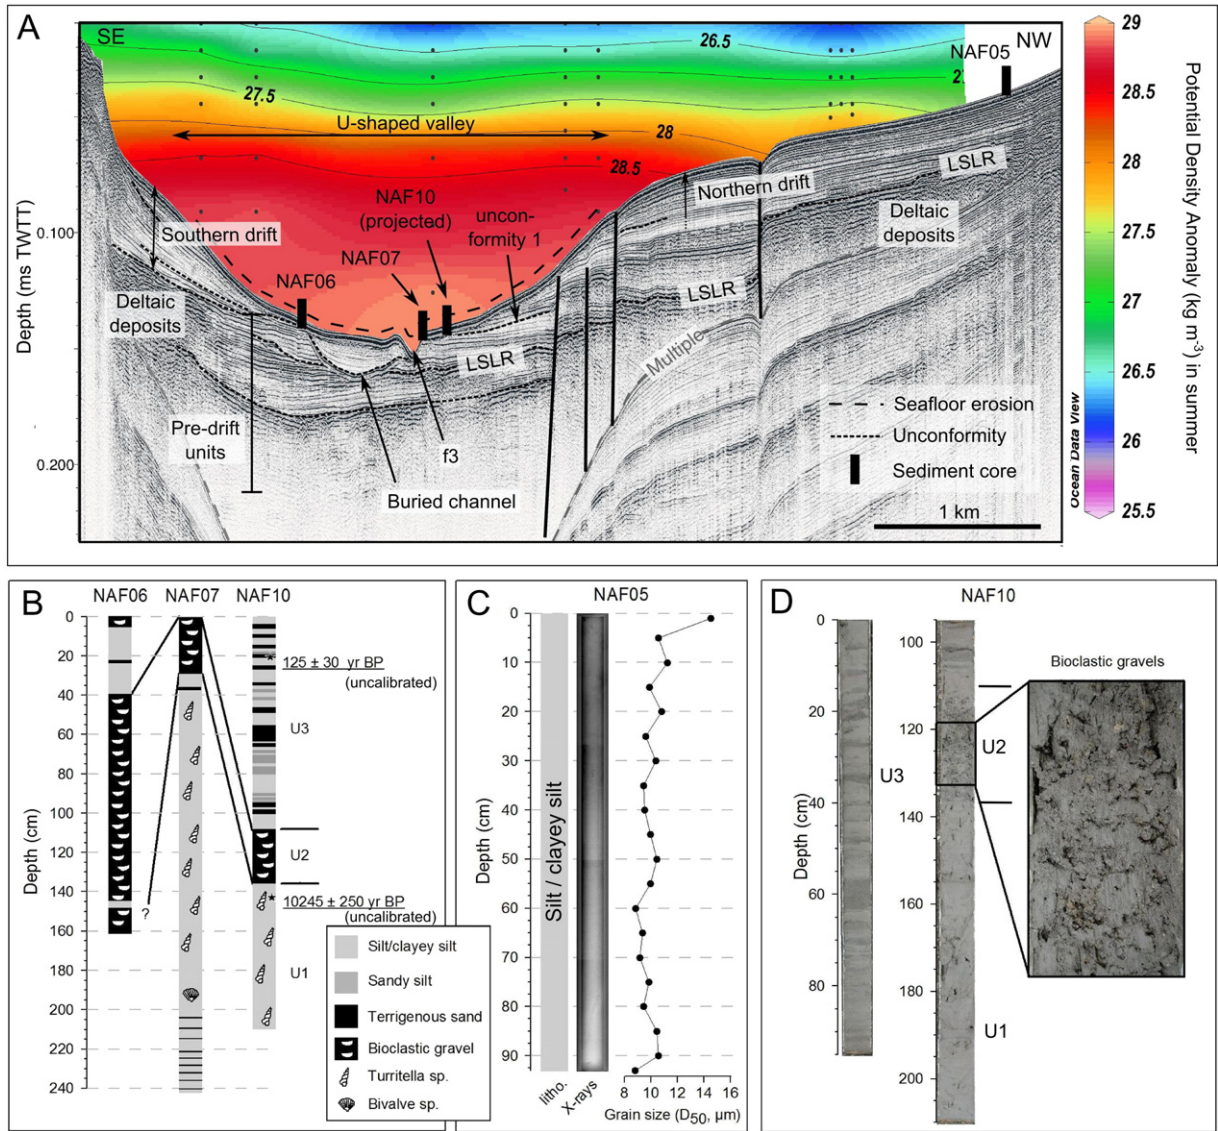 A
SE
NW
NAF05
26.5
27
27.5
28
28.5
U-shaped valley
Northern drift
LSLR
Deltaic
deposits
NAF10
(projected)
uncon-
formity 1
NAF07
NAF06
Southern drift
Deltaic
deposits
LSLR
LSLR
Multiple
Pre-drift
units
f3
Buried channel
Seafloor erosion
Unconformity
Sediment core
1 km
Depth (ms TWTT)
0.100
0.200
Ocean Data View
29
28.5
28
27.5
27
26.5
26
25.5
Potential Density Anomaly (kg m-3) in summer
B
NAF06 NAF07 NAF10
Depth (cm)
0
20
40
60
80
100
120
140
160
180
200
220
240
125 ± 30 yr BP
(uncalibrated)
U3
U2
10245 ± 250 yr BP
(uncalibrated)
U1
?
Silt/clayey silt
Sandy silt
Terrigenous sand
Bioclastic gravel
Turritella sp.
Bivalve sp.
C
NAF05
Depth (cm)
0
10
20
30
40
50
60
70
80
90
Silt / clayey silt
litho.
X-rays
8 10 12 14 16
Grain size (D50, µm)
D
NAF10
Depth (cm)
0
20
40
60
80
U3
100
120
140
160
180
200
U2
U1
Bioclastic gravels